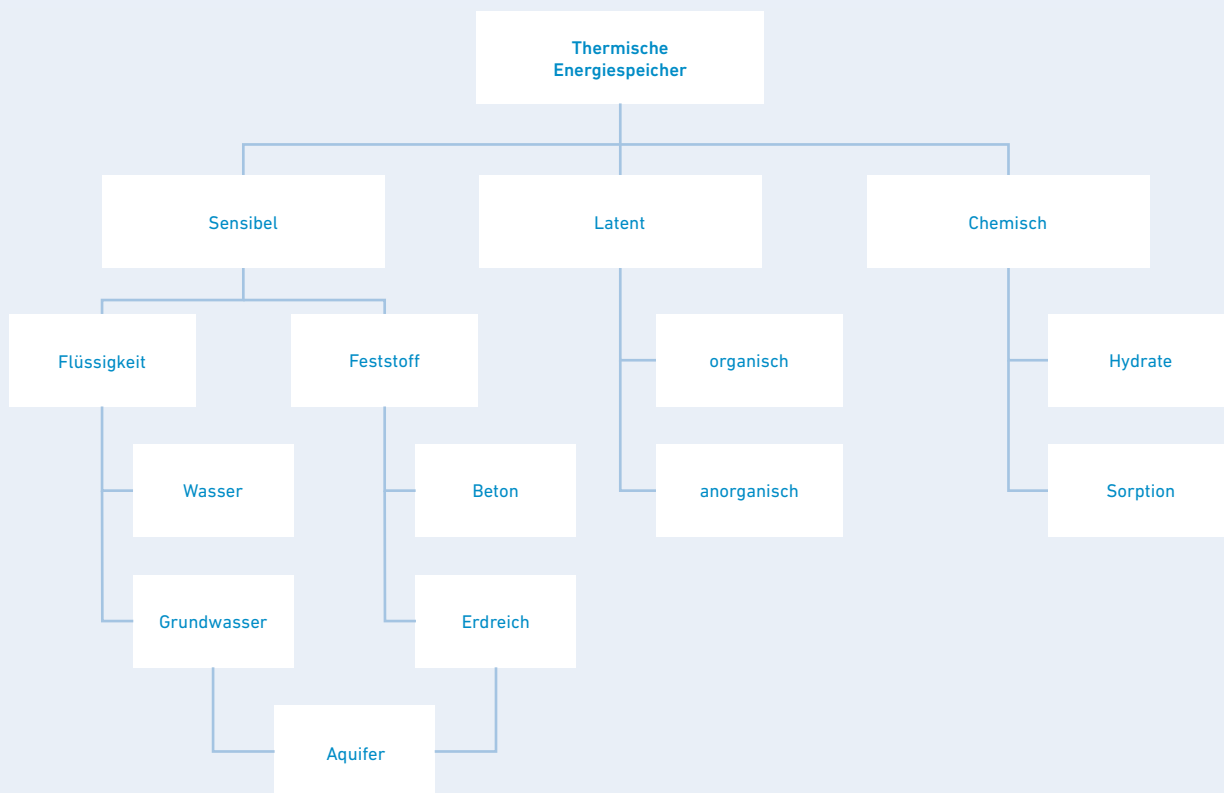 Thermische
Energiespeicher
Sensibel
Latent
Chemisch
Flüssigkeit
Feststoff
organisch
Hydrate
Wasser
Beton
anorganisch
Sorption
Grundwasser
Erdreich
Aquifer